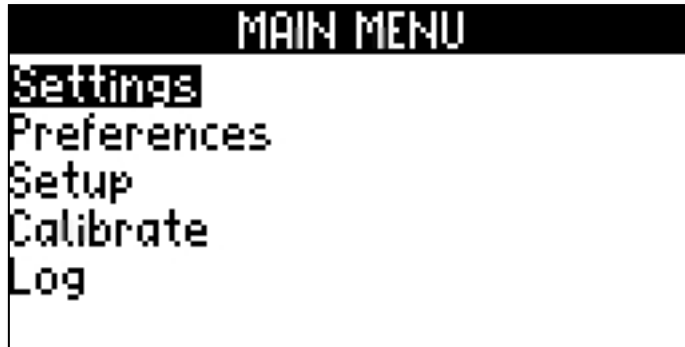 MAIN MENU
Settings
Preferences
Setup
Calibrate
Log